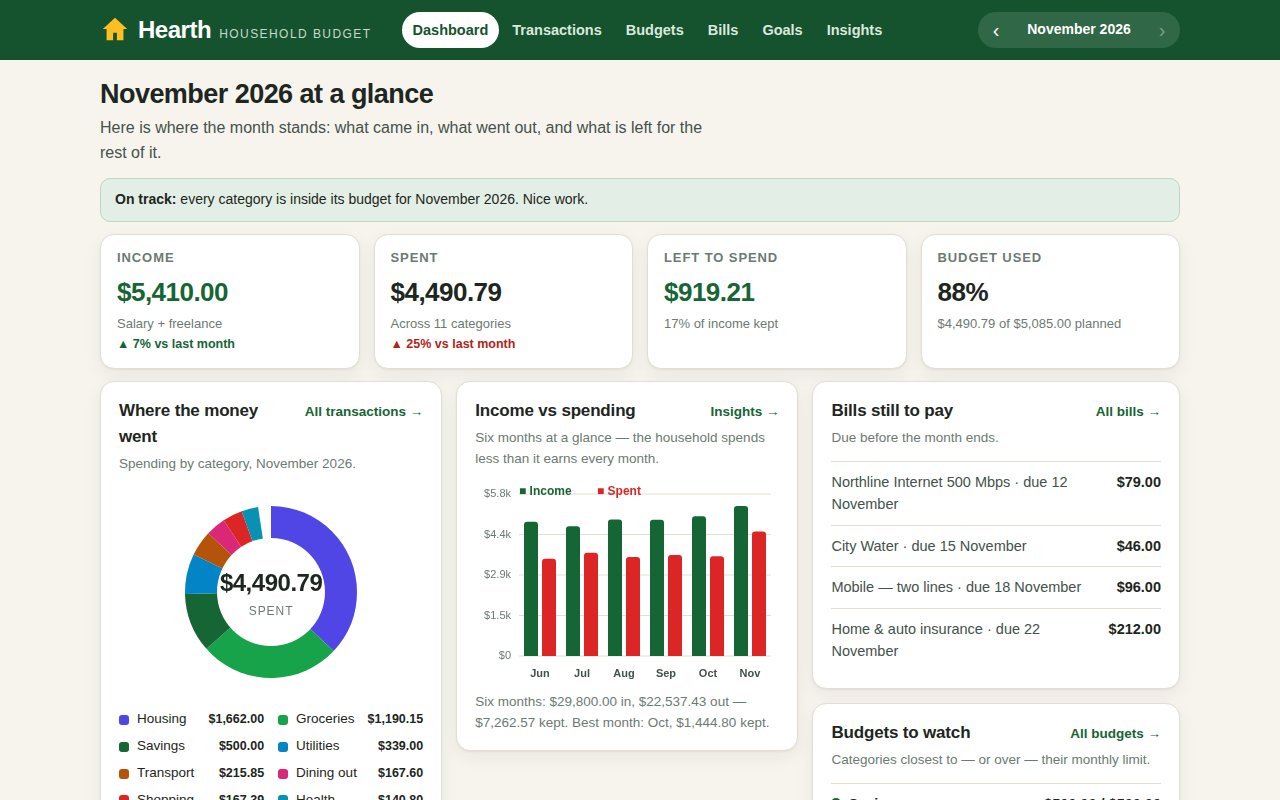 Hearth HOUSEHOLD BUDGET
Dashboard Transactions Budgets Bills Goals Insights
‹ November 2026 ›
November 2026 at a glance
Here is where the month stands: what came in, what went out, and what is left for the
rest of it.
On track: every category is inside its budget for November 2026. Nice work.
INCOME
$5,410.00
Salary + freelance
▲ 7% vs last month
SPENT
$4,490.79
Across 11 categories
▲ 25% vs last month
LEFT TO SPEND
$919.21
17% of income kept
BUDGET USED
88%
$4,490.79 of $5,085.00 planned
Where the money
went
All transactions →
Spending by category, November 2026.
$4,490.79
SPENT
Housing $1,662.00 Groceries $1,190.15
Savings $500.00 Utilities $339.00
Transport $215.85 Dining out $167.60
Shopping $167.39 Health $140.80
Income vs spending Insights →
Six months at a glance — the household spends
less than it earns every month.
■ Income ■ Spent
$5.8k
$4.4k
$2.9k
$1.5k
$0
Jun Jul Aug Sep Oct Nov
Six months: $29,800.00 in, $22,537.43 out —
$7,262.57 kept. Best month: Oct, $1,444.80 kept.
Bills still to pay All bills →
Due before the month ends.
Northline Internet 500 Mbps · due 12
November
$79.00
City Water · due 15 November $46.00
Mobile — two lines · due 18 November $96.00
Home & auto insurance · due 22
November
$212.00
Budgets to watch All budgets →
Categories closest to — or over — their monthly limit.